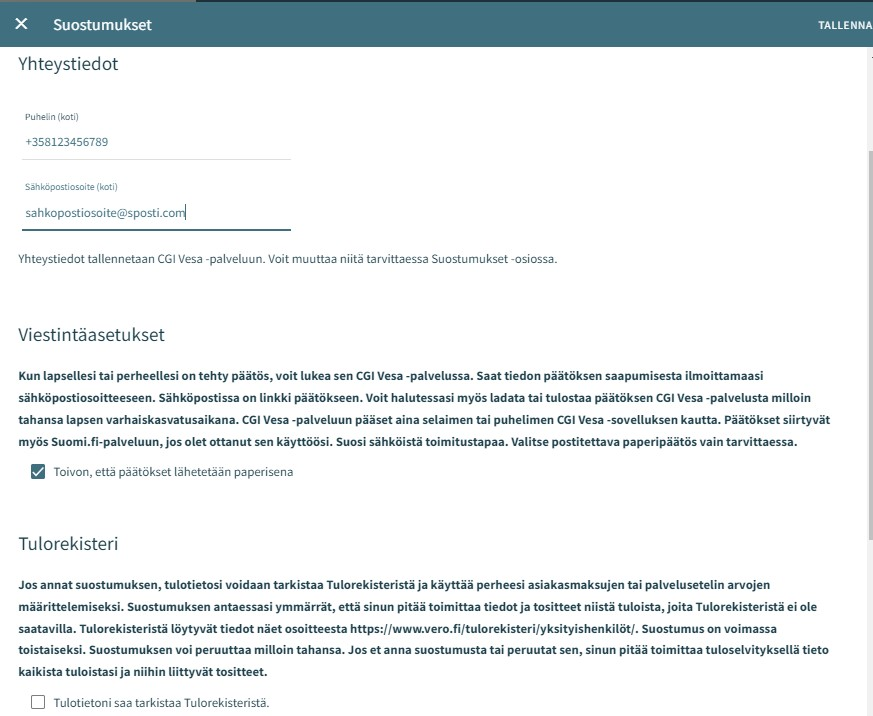 Suostumukset
TALLENNA
Yhteystiedot
Puhelin (koti)
+358123456789
Sähköpostiosoite (koti)
sahkopostiosoite@sposti.com
Yhteystiedot tallennetaan CGI Vesa -palveluun. Voit muuttaa niitä tarvittaessa Suostumukset -osiossa.
Viestintäasetukset
Kun lapsellesi tai perheellesi on tehty päätös, voit lukea sen CGI Vesa -palvelussa. Saat tiedon päätöksen saapumisesta ilmoittamaasi
sähköpostiosoitteeseen. Sähköpostissa on linkki päätökseen. Voit halutessasi myös ladata tai tulostaa päätöksen CGI Vesa -palvelusta milloin
tahansa lapsen varhaiskasvatusaikana. CGI Vesa -palveluun pääset aina selaimen tai puhelimen CGI Vesa -sovelluksen kautta. Päätökset siirtyvät
myös Suomi.fi-palveluun, jos olet ottanut sen käyttöösi. Suosi sähköistä toimitustapaa. Valitse postitettava paperipäätös vain tarvittaessa.
Toivon, että päätökset lähetetään paperisena
Tulorekisteri
Jos annat suostumuksen, tulotietosi voidaan tarkistaa Tulorekisteristä ja käyttää perheesi asiakasmaksujen tai palvelusetelin arvojen
määrittelemiseksi. Suostumuksen antaessasi ymmärrät, että sinun pitää toimittaa tiedot ja tositteet niistä tuloista, joita Tulorekisteristä ei ole
saatavilla. Tulorekisteristä löytyvät tiedot näet osoitteesta https://www.vero.fi/tulorekisteri/yksityishenkilöt/. Suostumus on voimassa
toistaiseksi. Suostumuksen voi peruuttaa milloin tahansa. Jos et anna suostumusta tai peruutat sen, sinun pitää toimittaa tuloselvityksellä tieto
kaikista tuloistasi ja niihin liittyvät tositteet.
Tulotietoni saa tarkistaa Tulorekisteristä.